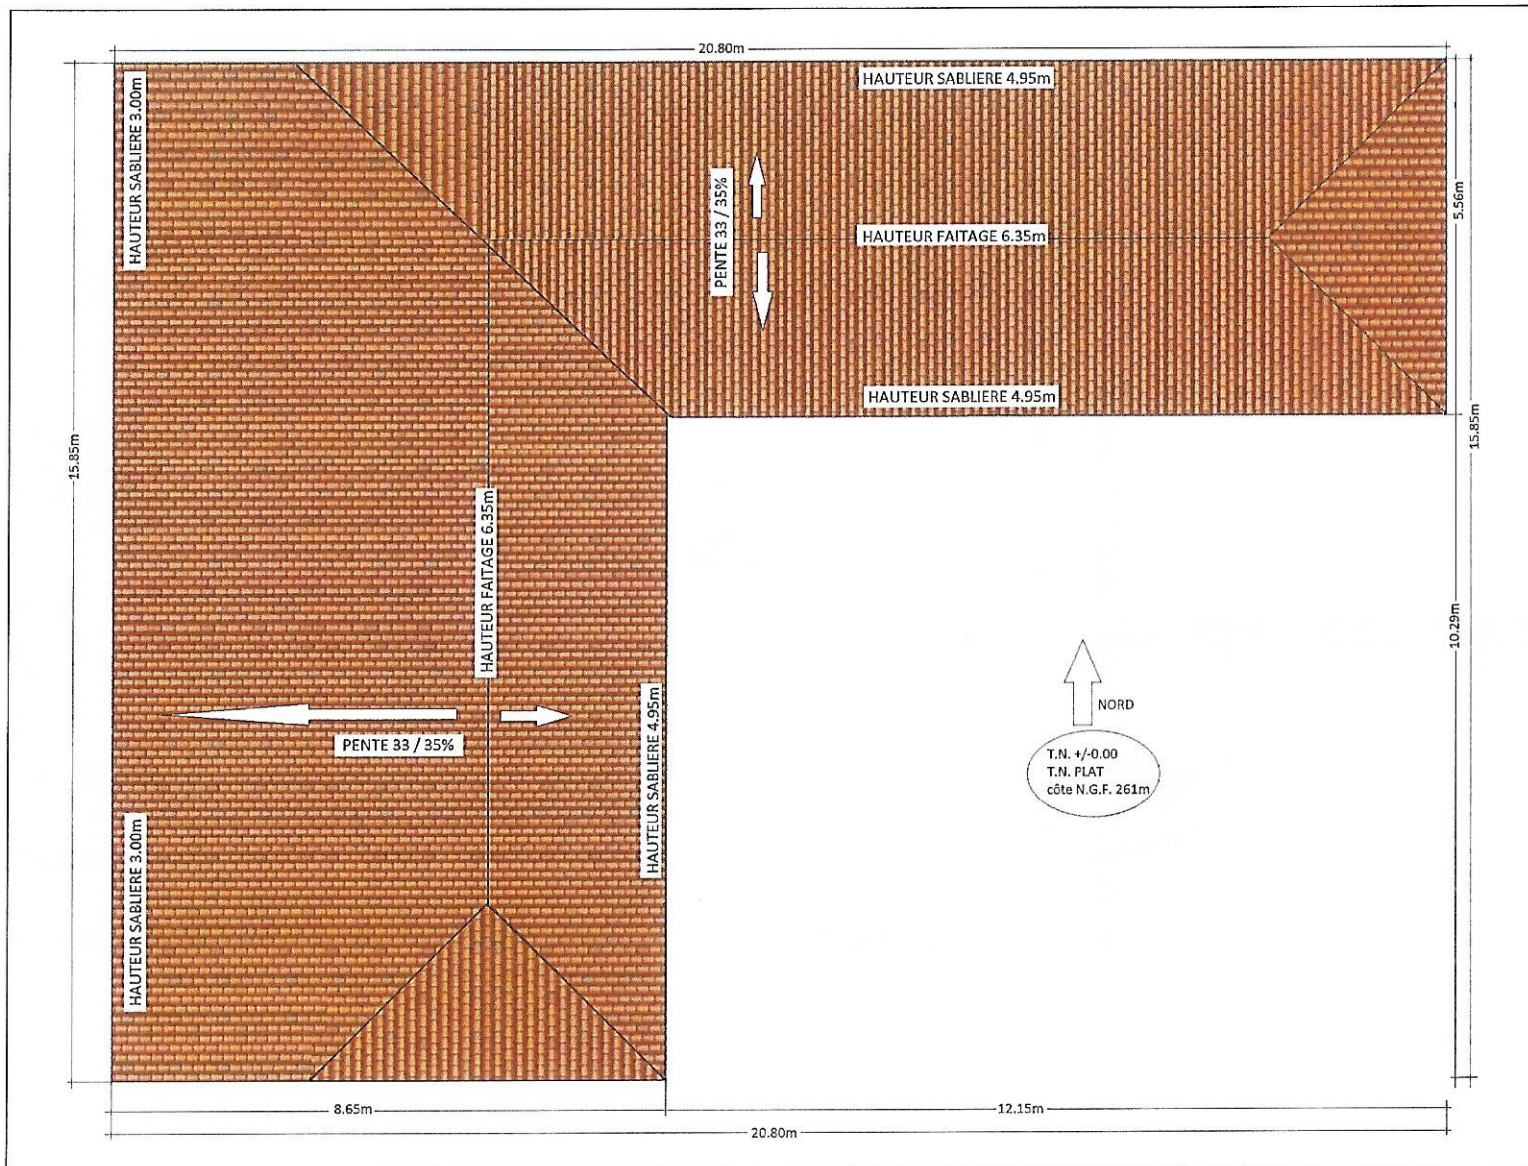 20.80m
HAUTEUR SABLIERE 3.00m
HAUTEUR SABLIERE 4.95m
PENTE 33 / 35%
5.56m
HAUTEUR FAITAGE 6.35m
HAUTEUR SABLIERE 4.95m
15.85m
15.85m
HAUTEUR FAITAGE 6.35m
10.29m
NORD
PENTE 33 / 35%
HAUTEUR SABLIERE 4.95m
T.N. +/-0.00
T.N. PLAT
côte N.G.F. 261m
HAUTEUR SABLIERE 3.00m
8.65m
12.15m
20.80m